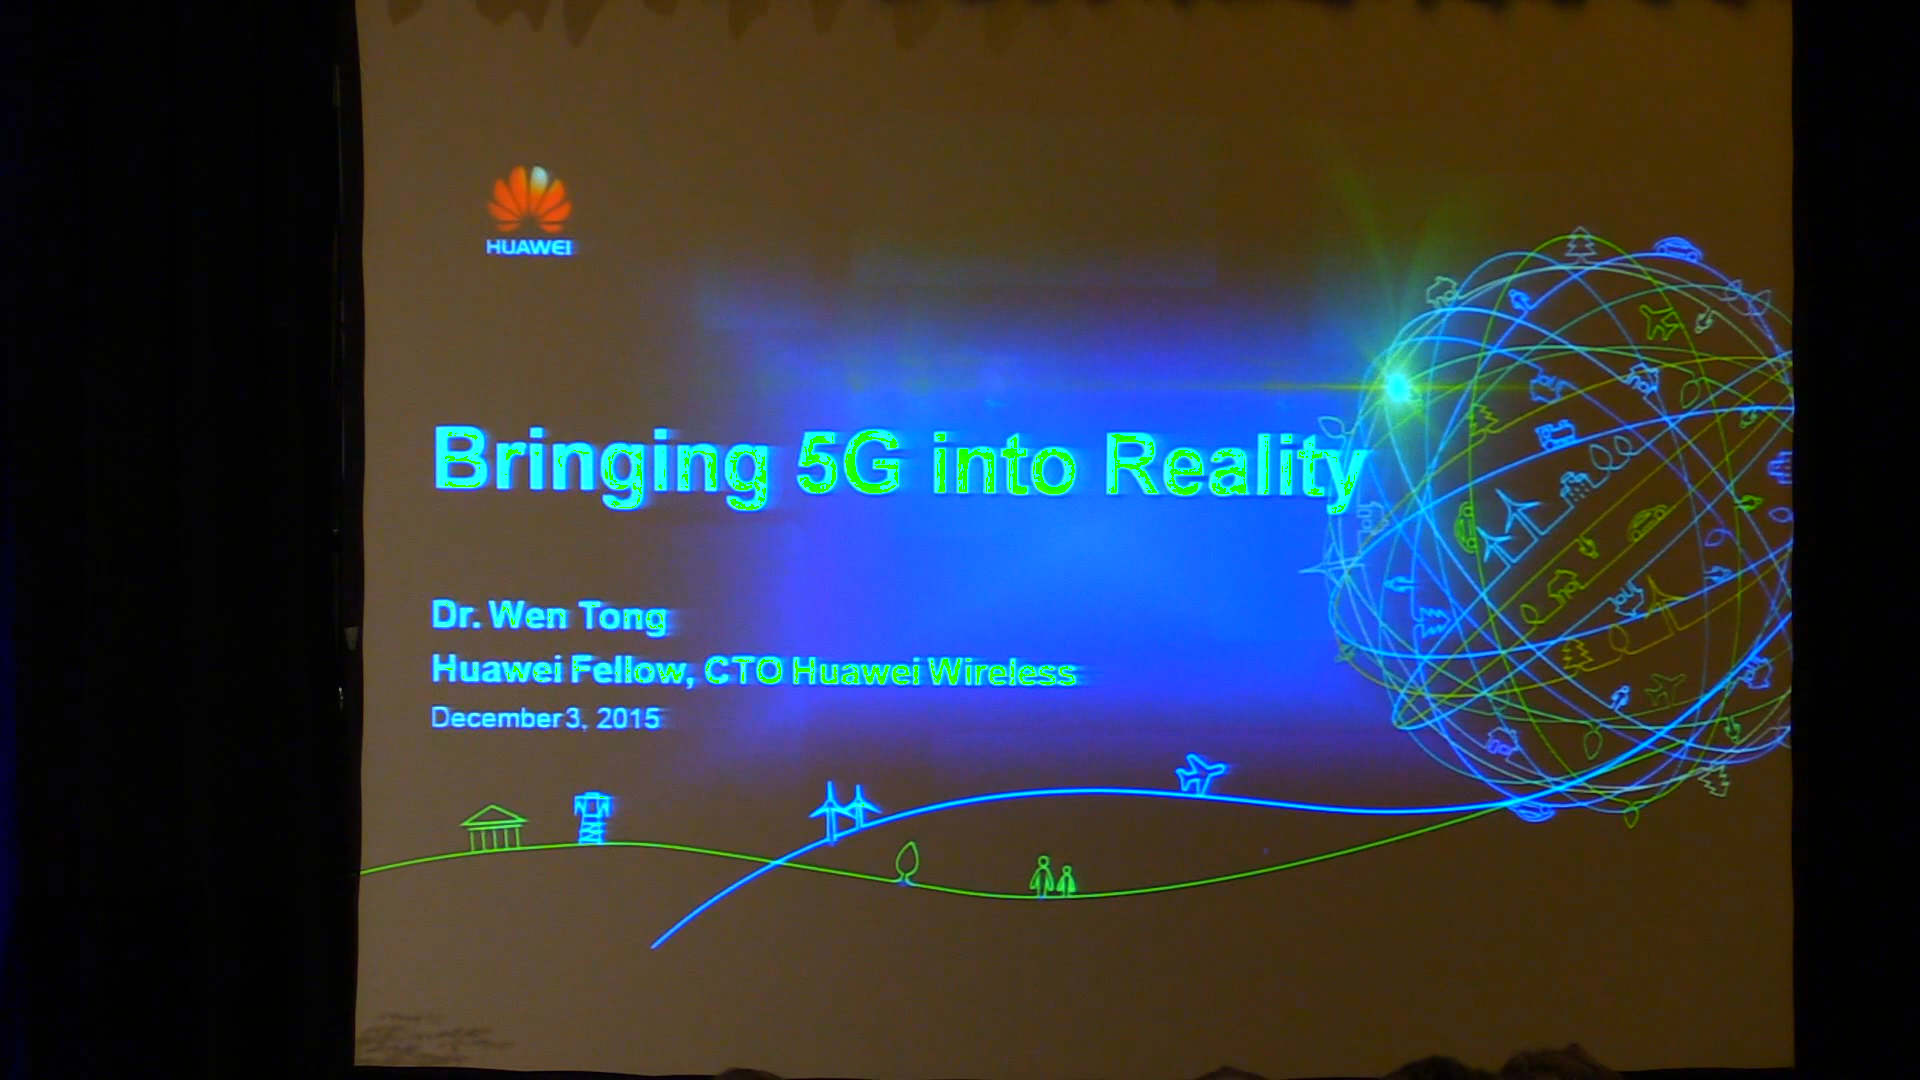 HUAWEI
Bringing 5G into Reality
Dr. Wen Tong
Huawei Fellow, CTO Huawei Wireless
December 3, 2015